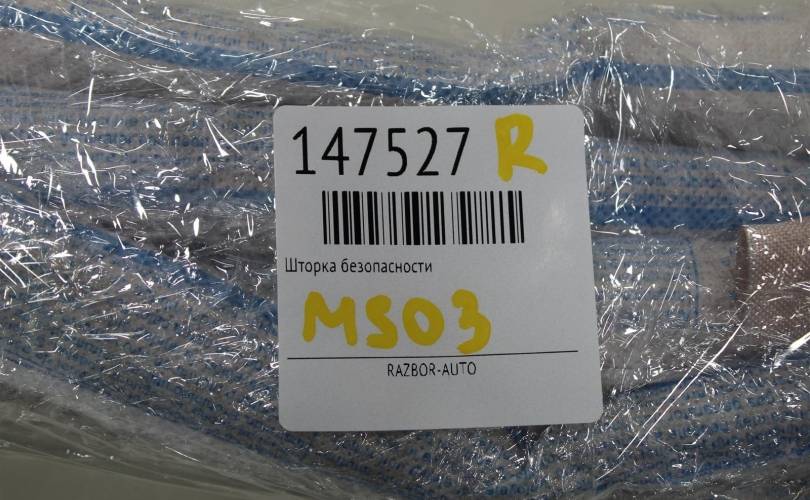 147527 R
Шторка безопасности
MS03
RAZBOR-AUTO